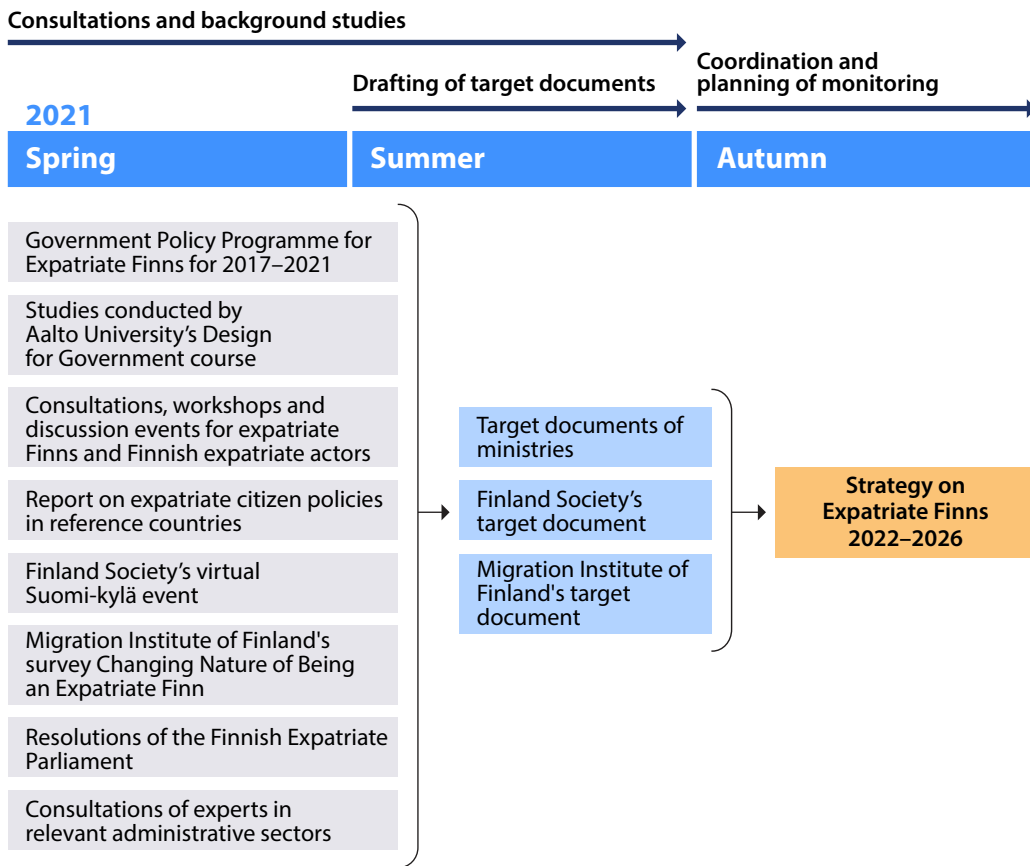 Consultations and background studies
Drafting of target documents
Coordination and
planning of monitoring
2021
Spring
Summer
Autumn
Government Policy Programme for
Expatriate Finns for 2017–2021
Studies conducted by
Aalto University’s Design
for Government course
Consultations, workshops and
discussion events for expatriate
Finns and Finnish expatriate actors
Report on expatriate citizen policies
in reference countries
Finland Society’s virtual
Suomi-kylä event
Migration Institute of Finland's
survey Changing Nature of Being
an Expatriate Finn
Resolutions of the Finnish Expatriate
Parliament
Consultations of experts in
relevant administrative sectors
Target documents of
ministries
Finland Society’s
target document
Migration Institute of
Finland's target
document
Strategy on
Expatriate Finns
2022–2026